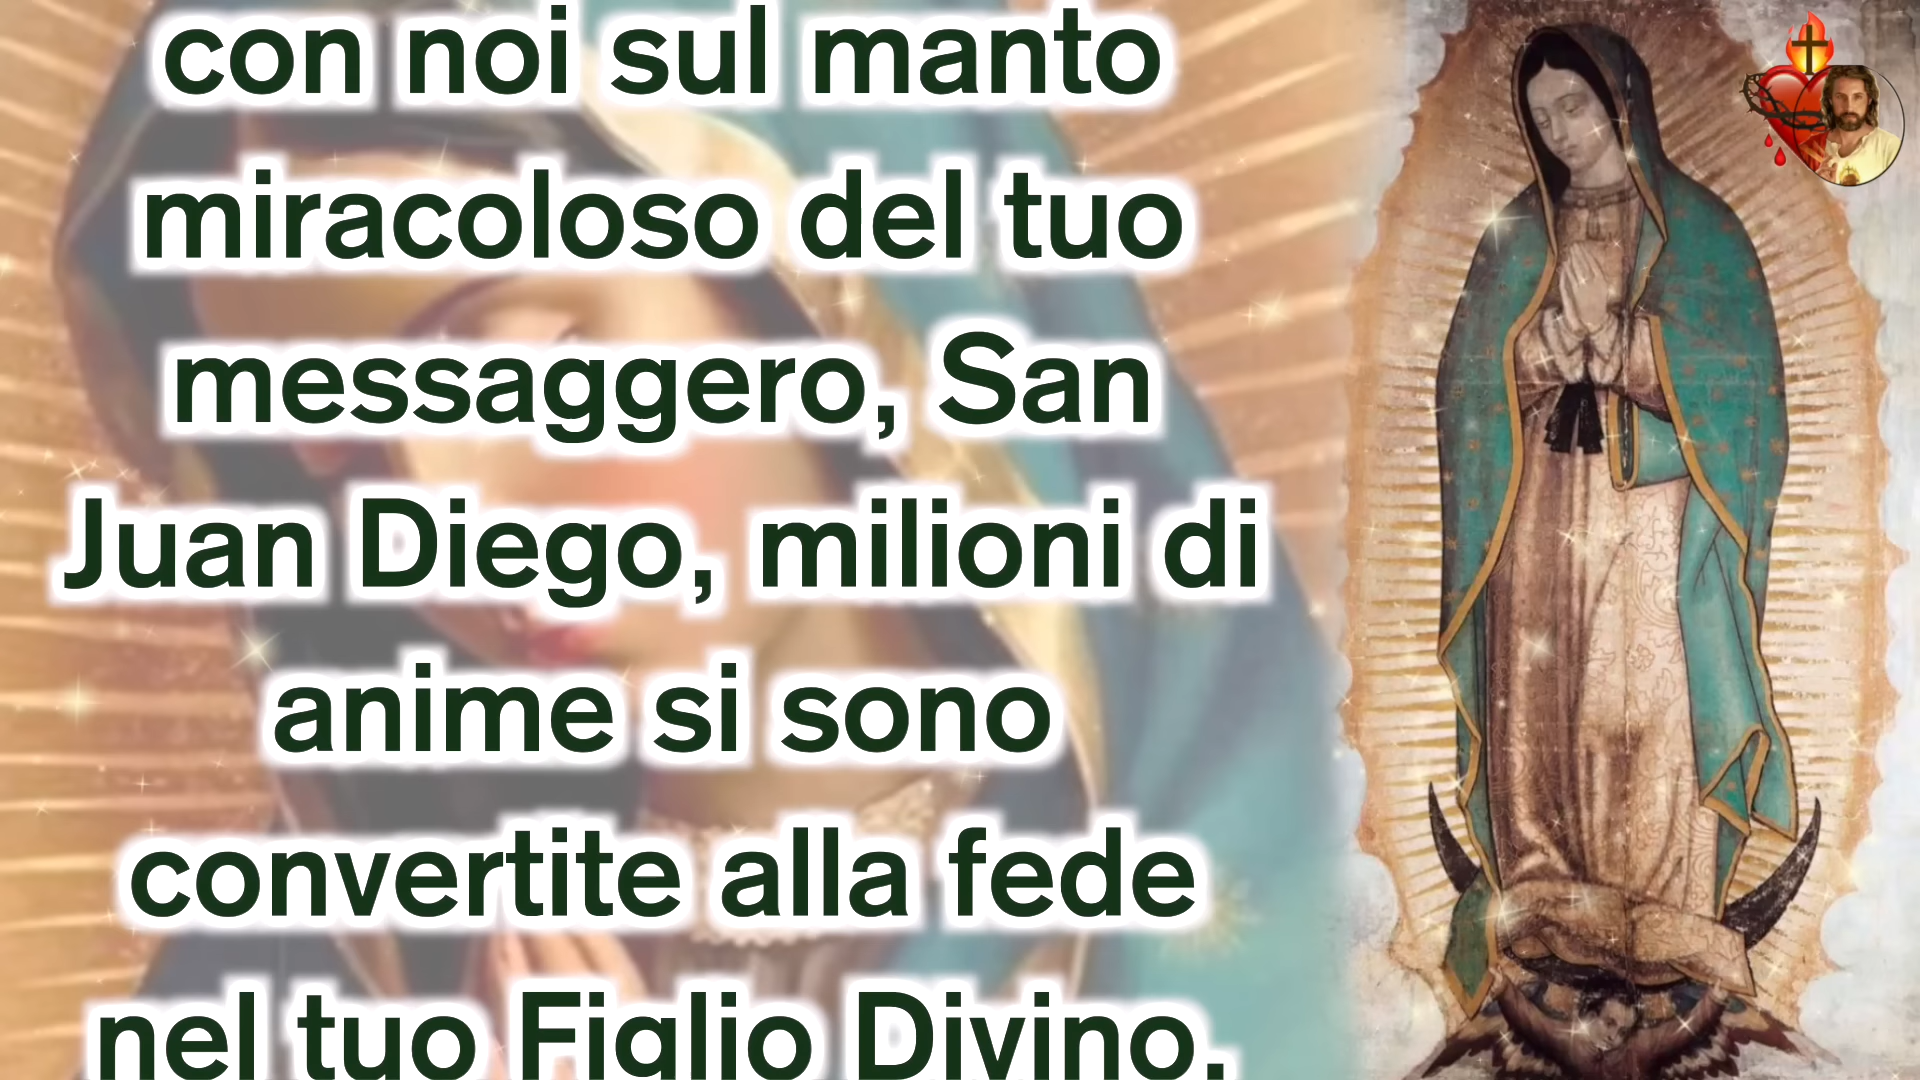 con noi sul manto
miracoloso del tuo
messaggero, San
Juan Diego, milioni di
anime si sono
convertite alla fede
nel tuo Figlio Divino.